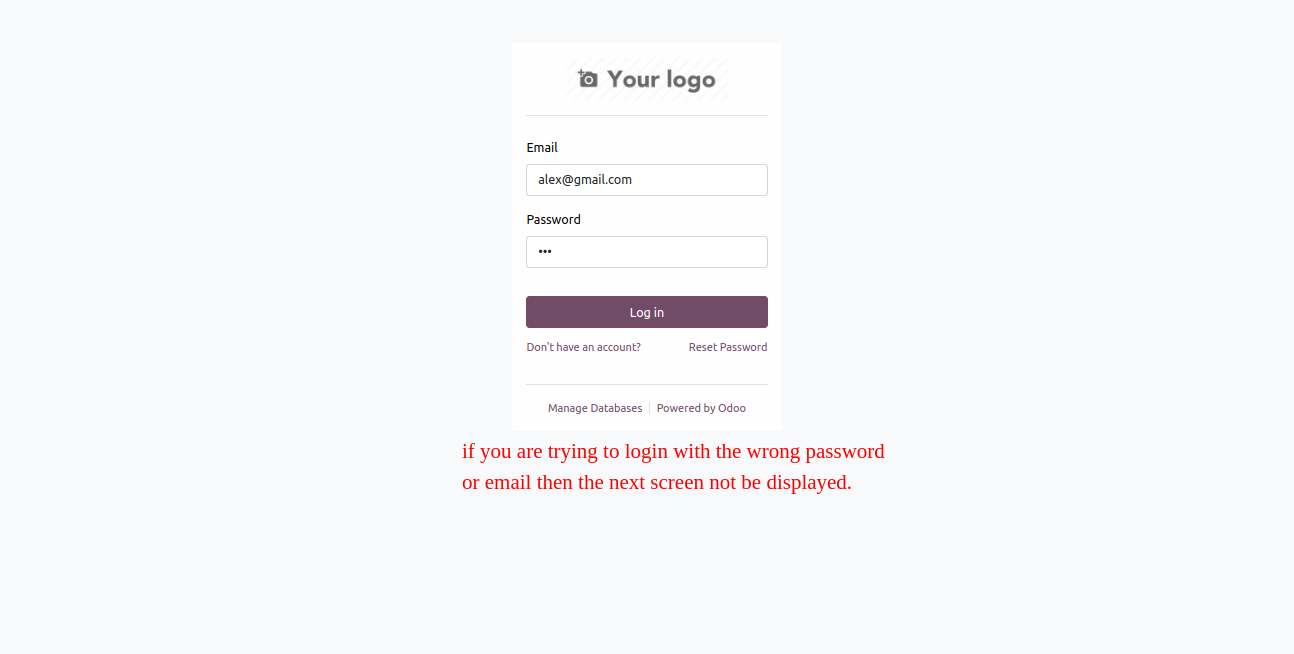 Your logo
Email
alex@gmail.com
Password
•••
Log in
Don't have an account? Reset Password
Manage Databases Powered by Odoo
if you are trying to login with the wrong password
or email then the next screen not be displayed.